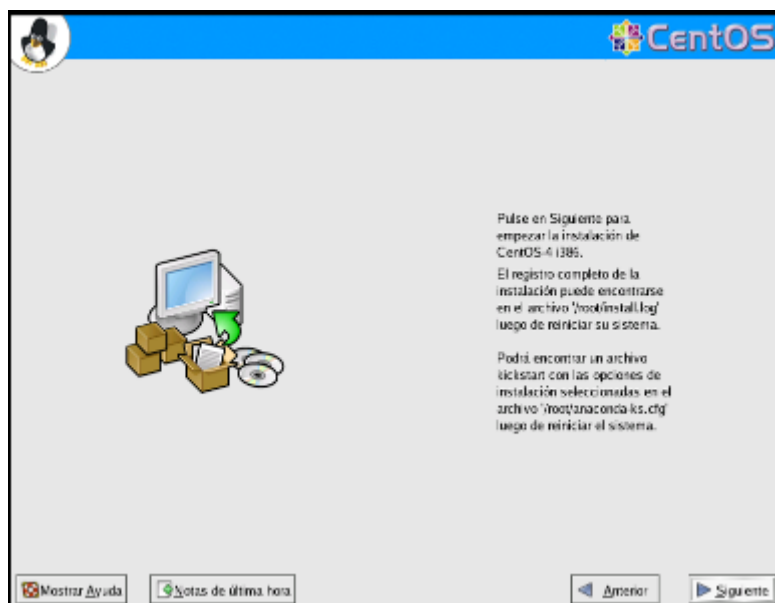 CentOS
Pulse en Siguiente para
empezar la instalación de
CentOS-4 i386.
El registro completo de la
instalación puede encontrarse
en el archivo '/root/install.log'
luego de reiniciar su sistema.
Podrá encontrar un archivo
kickstart con las opciones de
instalación seleccionadas en el
archivo '/root/anaconda-ks.cfg'
luego de reiniciar el sistema.
Mostrar Ayuda
Notas de última hora
Anterior
Siguiente